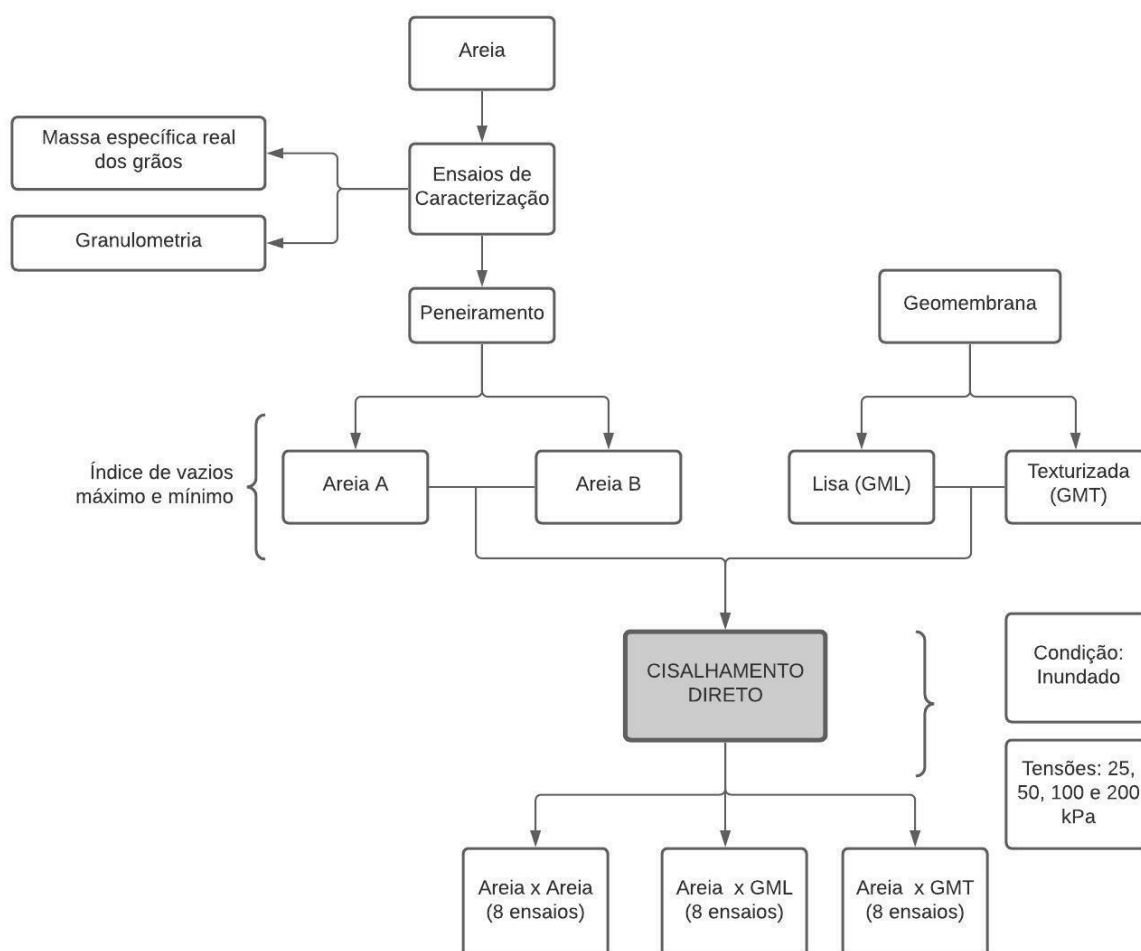 Areia
Massa específica real
dos grãos
Ensaios de
Caracterização
Granulometria
Peneiramento
Geomembrana
Índice de vazios
máximo e mínimo
Areia A
Areia B
Lisa (GML)
Texturizada
(GMT)
CISALHAMENTO
DIRETO
Condição:
Inundado
Tensões: 25,
50, 100 e 200
kPa
Areia x Areia
(8 ensaios)
Areia x GML
(8 ensaios)
Areia x GMT
(8 ensaios)